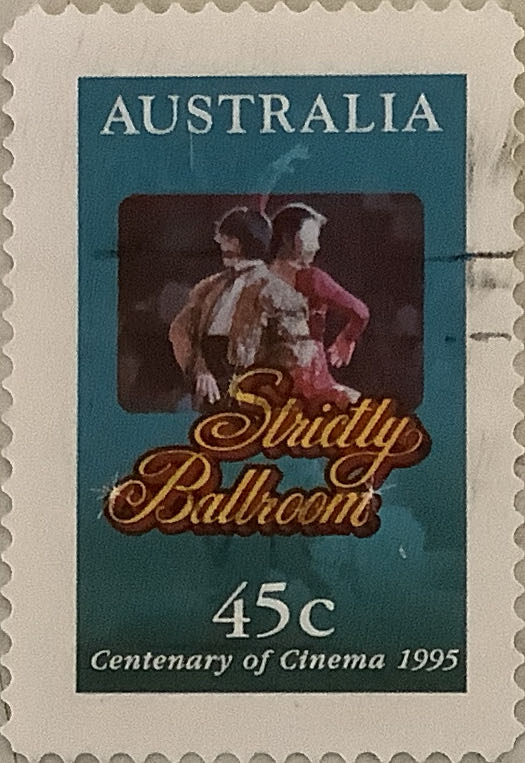 AUSTRALIA
Strictly
Ballroom
45c
Centenary of Cinema 1995